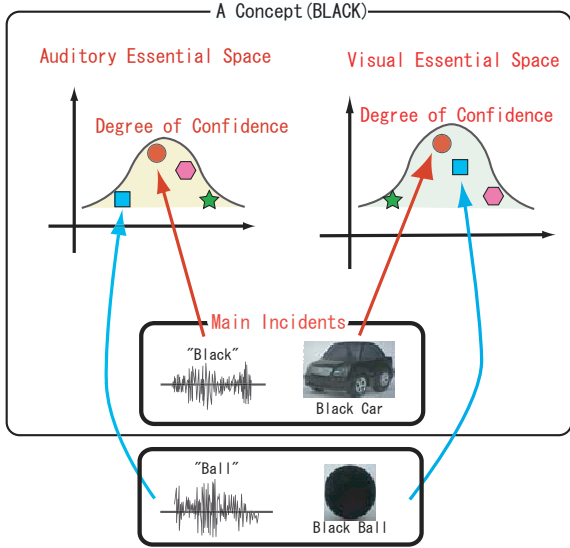 A Concept(BLACK)
Auditory Essential Space
Visual Essential Space
Degree of Confidence
Degree of Confidence
Main Incidents
"Black"
Black Car
"Ball"
Black Ball